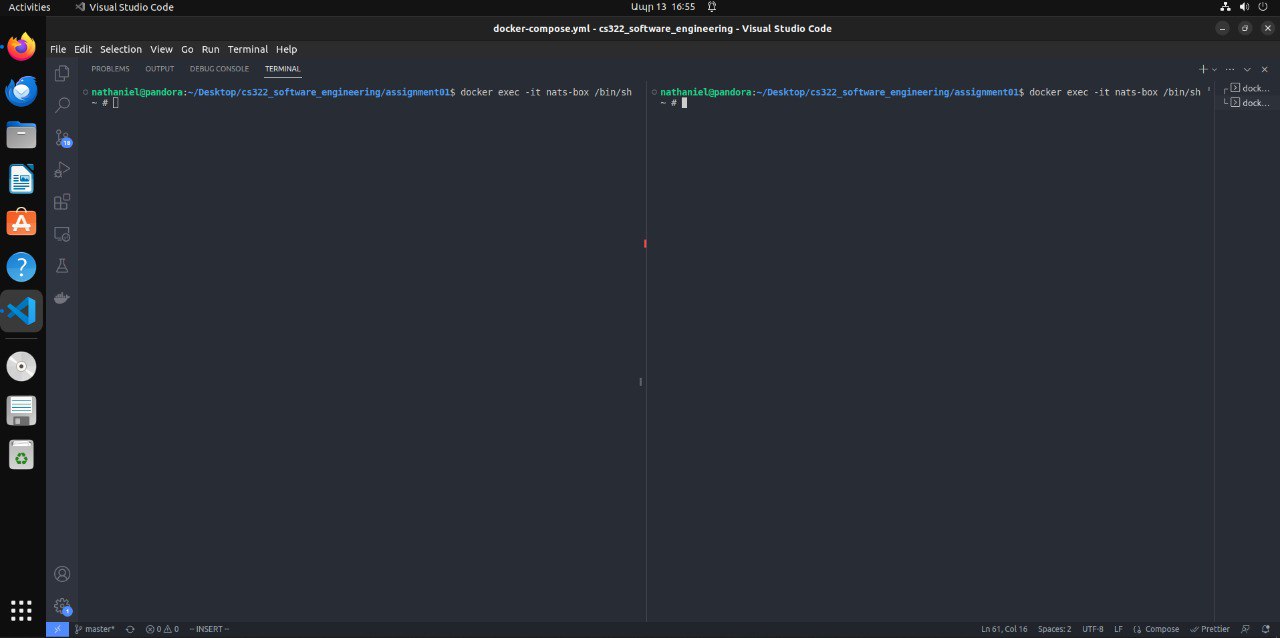 Activities
Visual Studio Code
Ապր 13 16:55
docker-compose.yml - cs322_software_engineering - Visual Studio Code
File Edit Selection View Go Run Terminal Help
PROBLEMS OUTPUT DEBUG CONSOLE TERMINAL
nathaniel@pandora:~/Desktop/cs322_software_engineering/assignment01$ docker exec -it nats-box /bin/sh
~ #
nathaniel@pandora:~/Desktop/cs322_software_engineering/assignment01$ docker exec -it nats-box /bin/sh
~ #
dock...
dock...
18
master* 0 0 -- INSERT --
Ln 61, Col 16 Spaces: 2 UTF-8 LF Compose Prettier